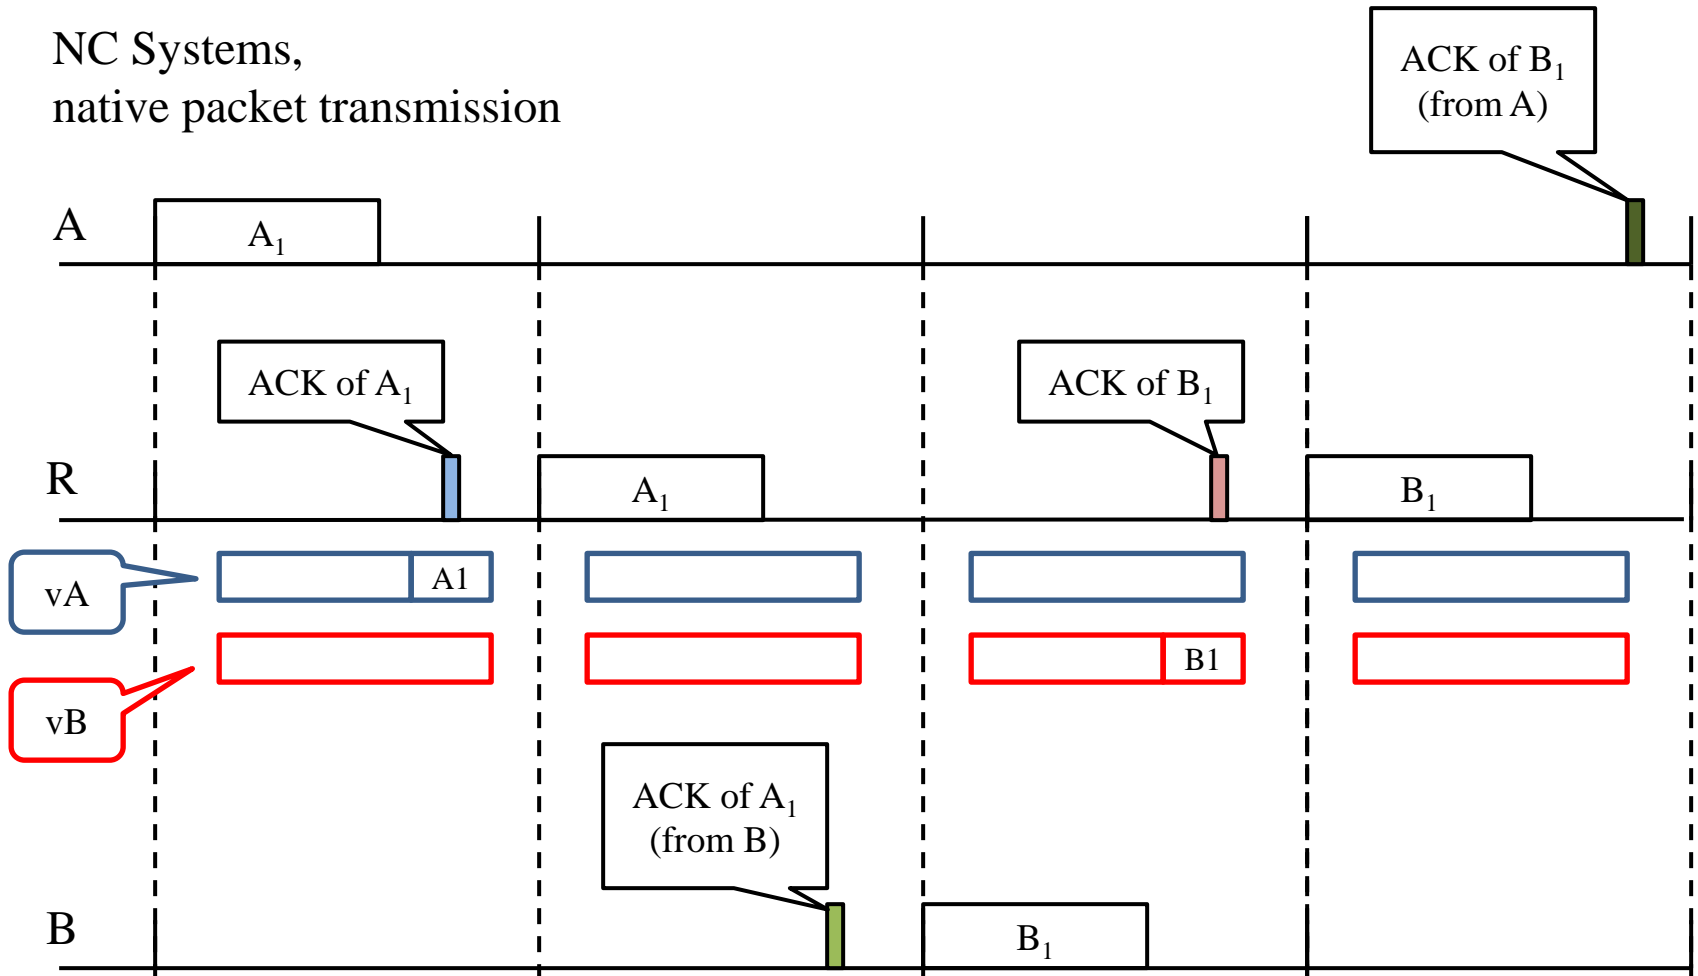 NC Systems,
native packet transmission
ACK of B₁
(from A)
A
A₁
ACK of A₁
ACK of B₁
R
A₁
B₁
vA
A1
B1
vB
ACK of A₁
(from B)
B
B₁